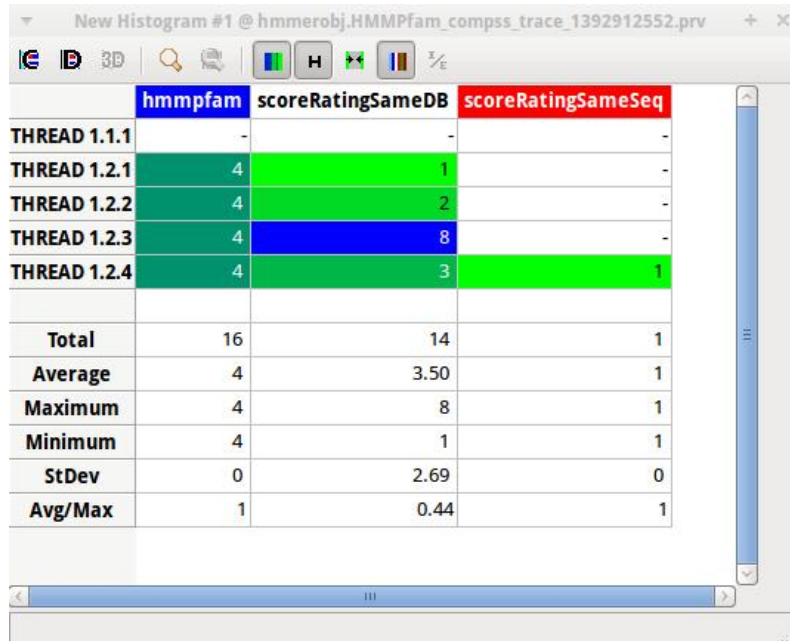 New Histogram #1 @ hmmerobj.HMMPfam_compss_trace_1392912552.prv
3D H
hmmpfam scoreRatingSameDB scoreRatingSameSeq
THREAD 1.1.1 - - -
THREAD 1.2.1 4 1 -
THREAD 1.2.2 4 2 -
THREAD 1.2.3 4 8 -
THREAD 1.2.4 4 3 1
Total 16 14 1
Average 4 3.50 1
Maximum 4 8 1
Minimum 4 1 1
StDev 0 2.69 0
Avg/Max 1 0.44 1